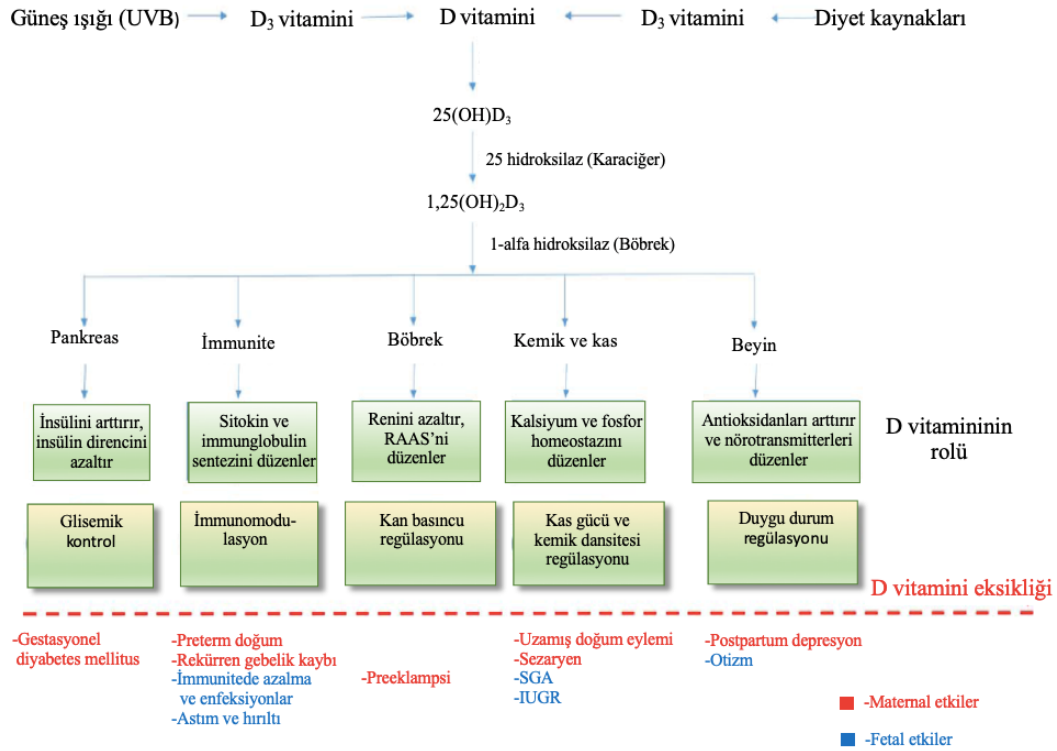 Güneş ışığı (UVB)
D₃ vitamini
D vitamini
D₃ vitamini
Diyet kaynakları
25(OH)D₃
25 hidroksilaz (Karaciğer)
1,25(OH)₂D₃
1-alfa hidroksilaz (Böbrek)
Pankreas
İmmunite
Böbrek
Kemik ve kas
Beyin
İnsülini arttırır,
insülin direncini
azaltır
Sitokin ve
immunglobulin
sentezini düzenler
Renini azaltır,
RAAS’ni
düzenler
Kalsiyum ve fosfor
homeostazını
düzenler
Antioksidanları arttırır
ve nörotransmitterleri
düzenler
D vitamininin
rolü
Glisemik
kontrol
İmmunomodu-
lasyon
Kan basıncu
regülasyonu
Kas gücü ve
kemik dansitesi
regülasyonu
Duygu durum
regülasyonu
D vitamini eksikliği
-Gestasyonel
diyabetes mellitus
-Preterm doğum
-Rekürren gebelik kaybı
-İmmunitede azalma
ve enfeksiyonlar
-Astım ve hırıltı
-Preeklampsi
-Uzamış doğum eylemi
-Sezaryen
-SGA
-IUGR
-Postpartum depresyon
-Otizm
-Maternal etkiler
-Fetal etkiler